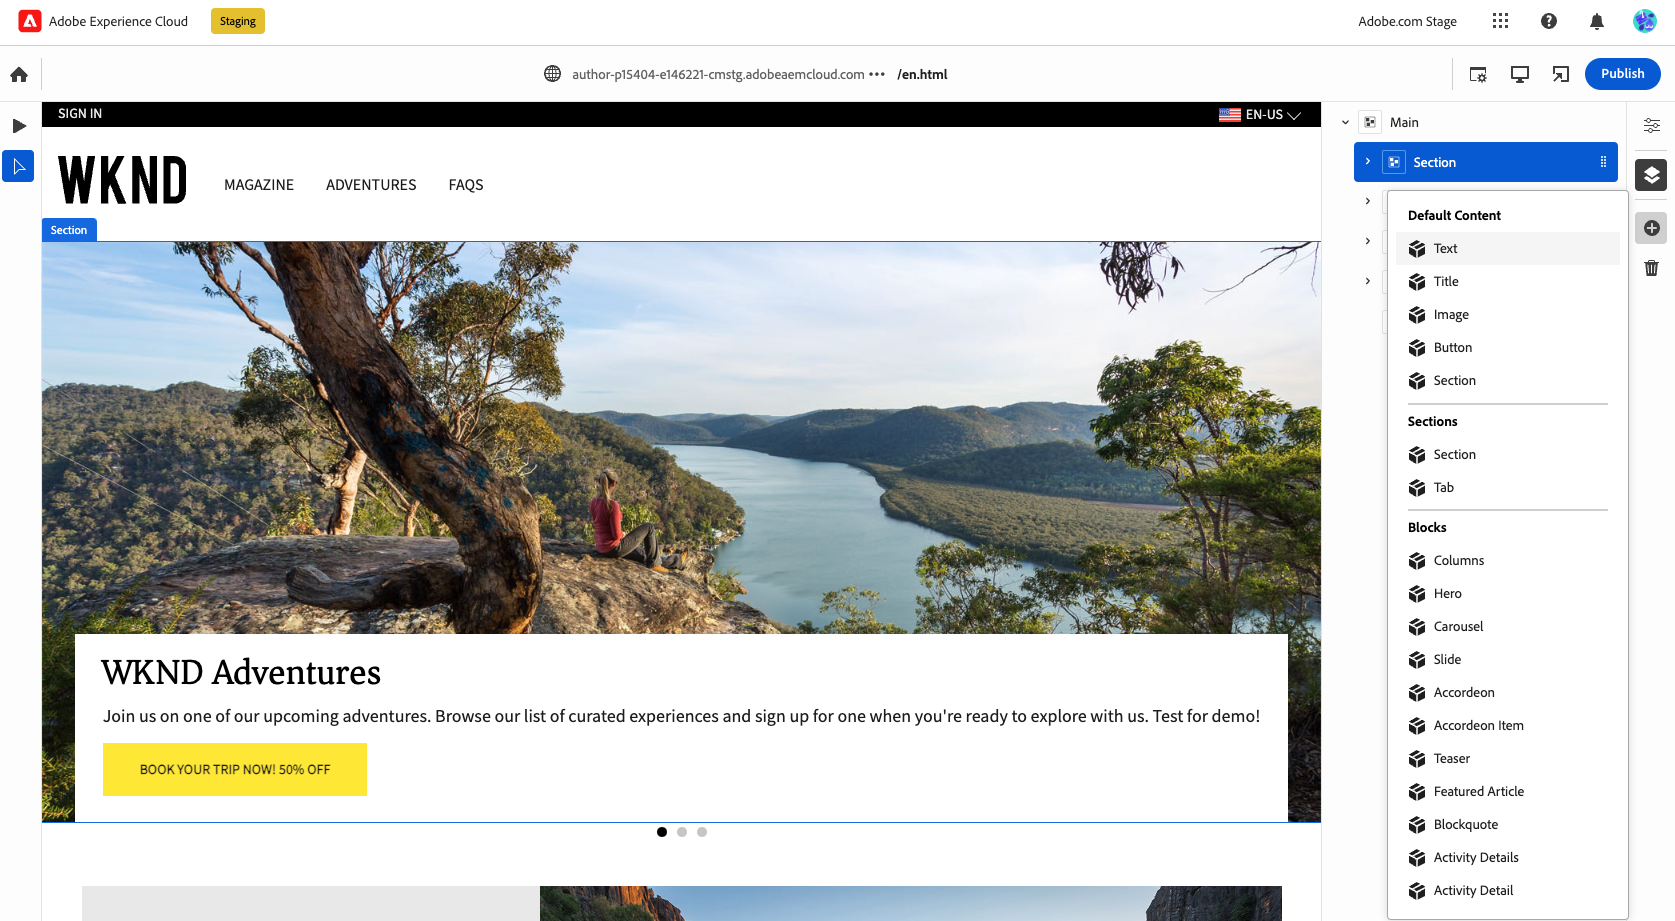 Adobe Experience Cloud
Staging
Adobe.com Stage
author-p15404-e146221-cmstg.adobeaemcloud.com ••• /en.html
Publish
SIGN IN
EN-US
WKND
MAGAZINE
ADVENTURES
FAQS
Section
WKND Adventures
Join us on one of our upcoming adventures. Browse our list of curated experiences and sign up for one when you're ready to explore with us. Test for demo!
BOOK YOUR TRIP NOW! 50% OFF
Main
Section
Default Content
Text
Title
Image
Button
Section
Sections
Section
Tab
Blocks
Columns
Hero
Carousel
Slide
Accordeon
Accordeon Item
Teaser
Featured Article
Blockquote
Activity Details
Activity Detail